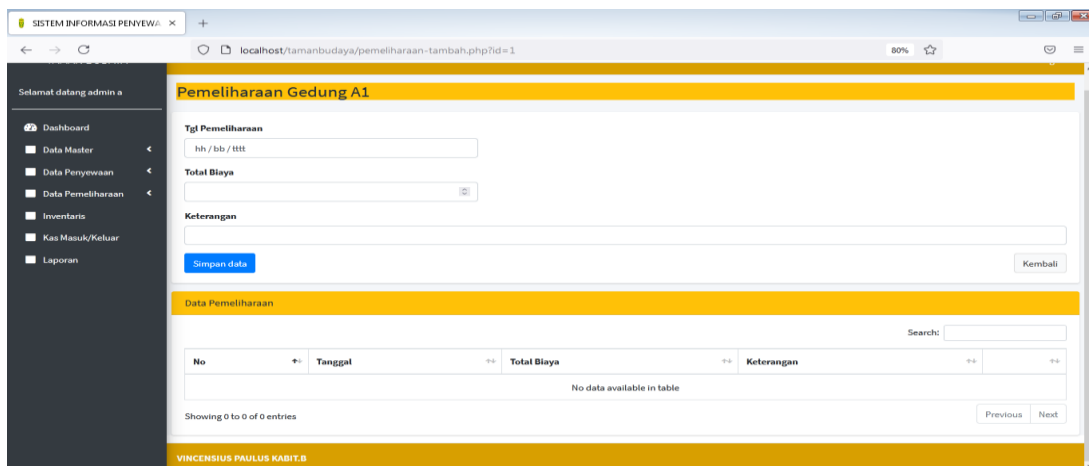 SISTEM INFORMASI PENYEWA
localhost/tamanbudaya/pemeliharaan-tambah.php?id=1
80%
Selamat datang admin a
Dashboard
Data Master
Data Penyewaan
Data Pemeliharaan
Inventaris
Kas Masuk/Keluar
Laporan
Pemeliharaan Gedung A1
Tgl Pemeliharaan
hh / bb / tttt
Total Biaya
Keterangan
Simpan data Kembali
Data Pemeliharaan
Search:
No Tanggal Total Biaya Keterangan
No data available in table
Showing 0 to 0 of 0 entries
Previous Next
VINCENSIUS PAULUS KABIT.B